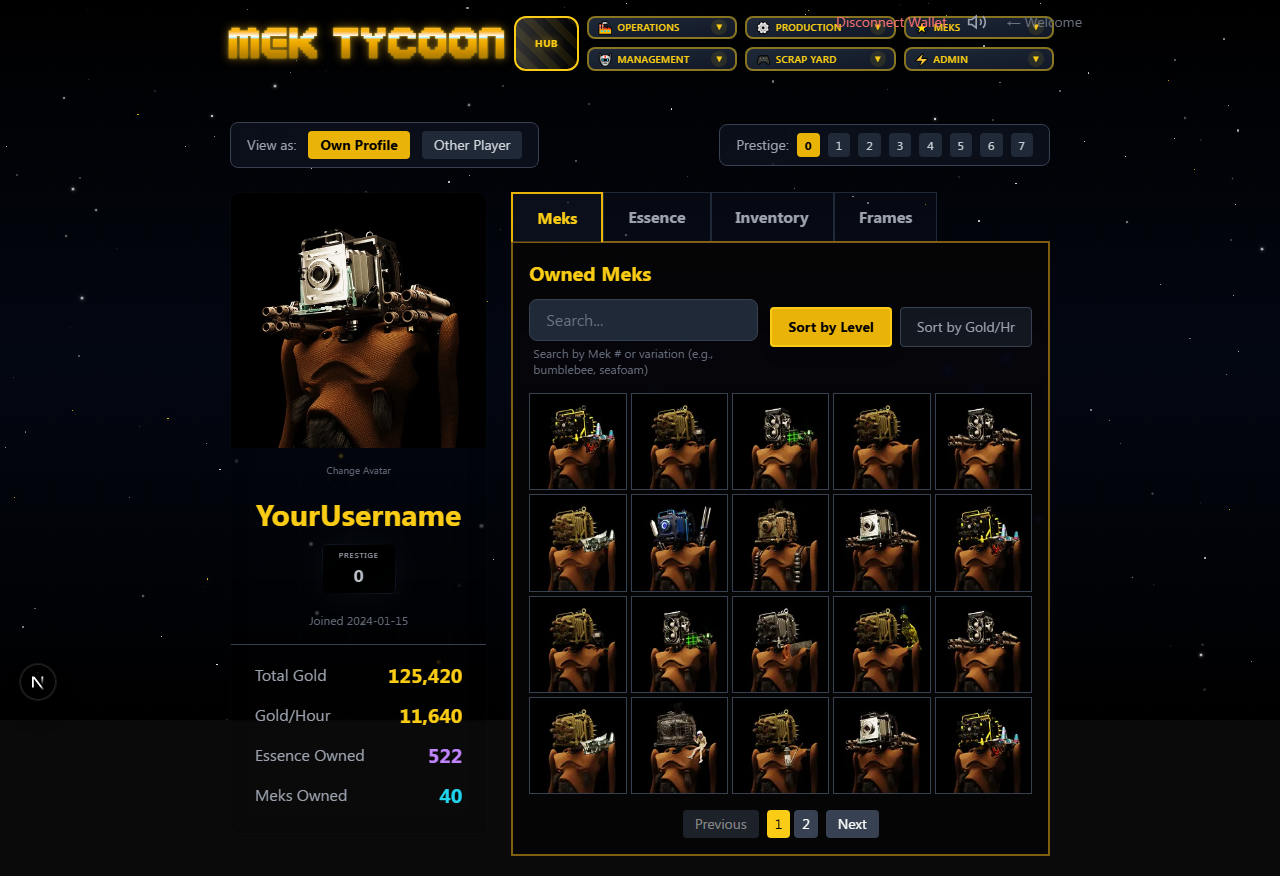 MEK TYCOON
HUB
OPERATIONS
PRODUCTION
MEKS
MANAGEMENT
SCRAP YARD
ADMIN
Disconnect Wallet
← Welcome
View as:
Own Profile
Other Player
Prestige:
0 1 2 3 4 5 6 7
Change Avatar
YourUsername
PRESTIGE
0
Joined 2024-01-15
Total Gold 125,420
Gold/Hour 11,640
Essence Owned 522
Meks Owned 40
Meks
Essence
Inventory
Frames
Owned Meks
Search...
Search by Mek # or variation (e.g.,
bumblebee, seafoam)
Sort by Level
Sort by Gold/Hr
Previous 1 2 Next
N